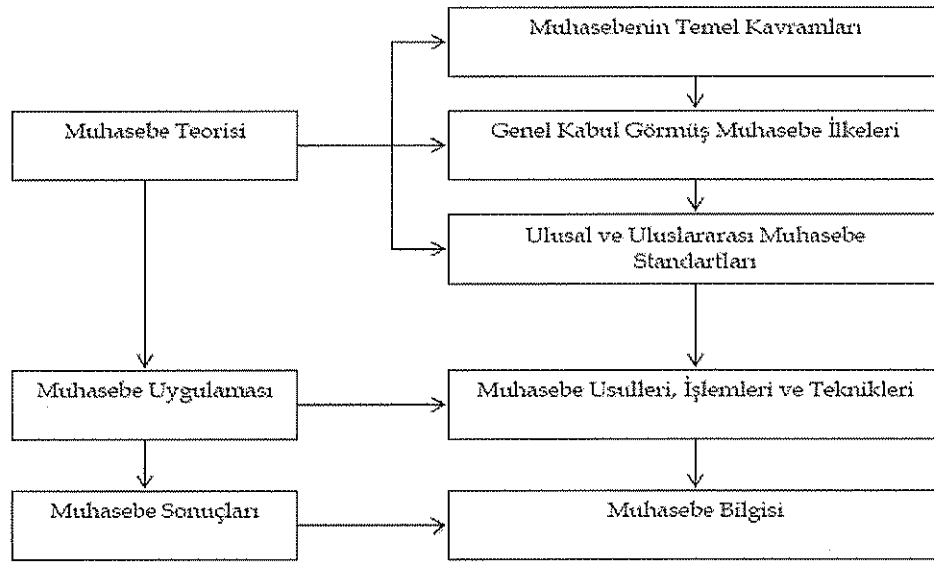 Muhasebenin Temel Kavramları
Muhasebe Teorisi
Genel Kabul Görmüş Muhasebe İlkeleri
Ulusal ve Uluslararası Muhasebe
Standartları
Muhasebe Uygulaması
Muhasebe Usulleri, İşlemleri ve Teknikleri
Muhasebe Sonuçları
Muhasebe Bilgisi